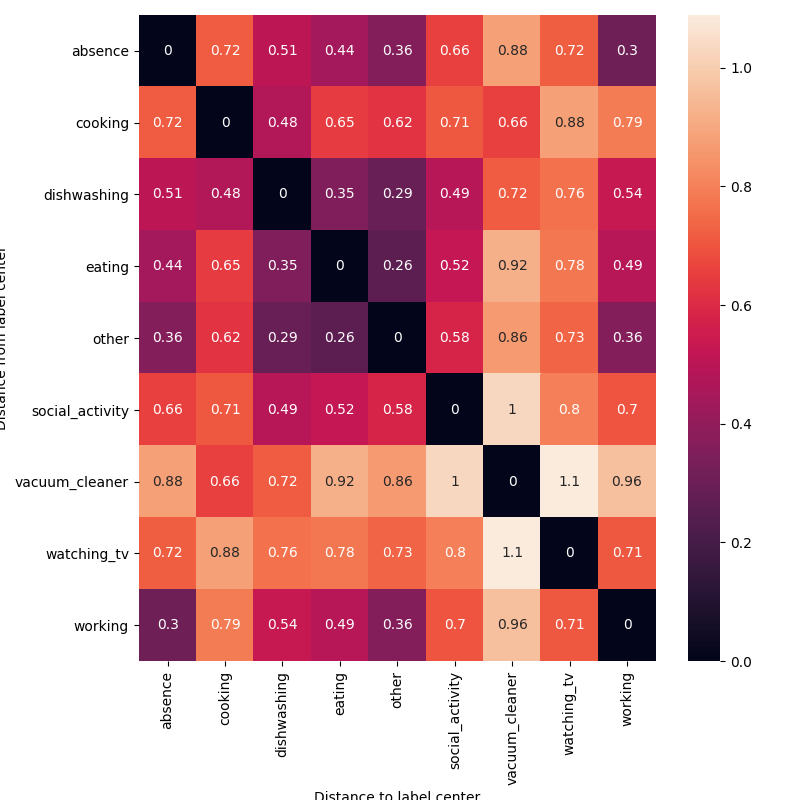 absence 0 0.72 0.51 0.44 0.36 0.66 0.88 0.72 0.3
cooking 0.72 0 0.48 0.65 0.62 0.71 0.66 0.88 0.79
dishwashing 0.51 0.48 0 0.35 0.29 0.49 0.72 0.76 0.54
eating 0.44 0.65 0.35 0 0.26 0.52 0.92 0.78 0.49
other 0.36 0.62 0.29 0.26 0 0.58 0.86 0.73 0.36
social_activity 0.66 0.71 0.49 0.52 0.58 0 1 0.8 0.7
vacuum_cleaner 0.88 0.66 0.72 0.92 0.86 1 0 1.1 0.96
watching_tv 0.72 0.88 0.76 0.78 0.73 0.8 1.1 0 0.71
working 0.3 0.79 0.54 0.49 0.36 0.7 0.96 0.71 0
absence cooking dishwashing eating other social_activity vacuum_cleaner watching_tv working
Distance to label center
Distance from label center
1.0
0.8
0.6
0.4
0.2
0.0